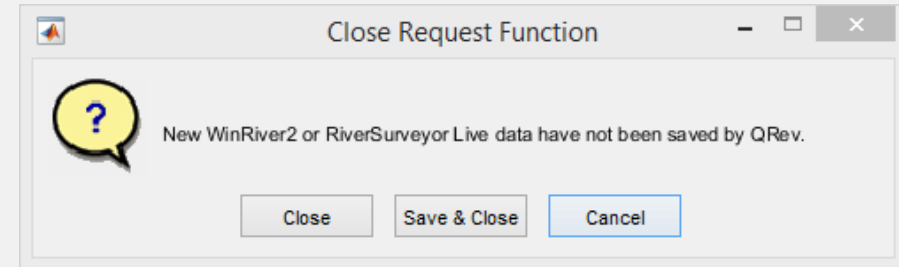 Close Request Function
?
New WinRiver2 or RiverSurveyor Live data have not been saved by QRev.
Close Save & Close Cancel